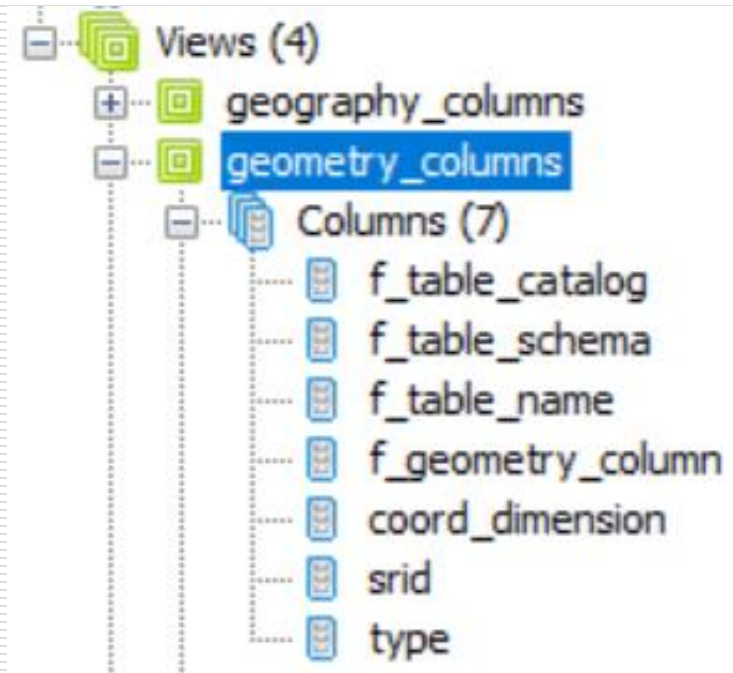 Views (4)
geography_columns
geometry_columns
Columns (7)
f_table_catalog
f_table_schema
f_table_name
f_geometry_column
coord_dimension
srid
type